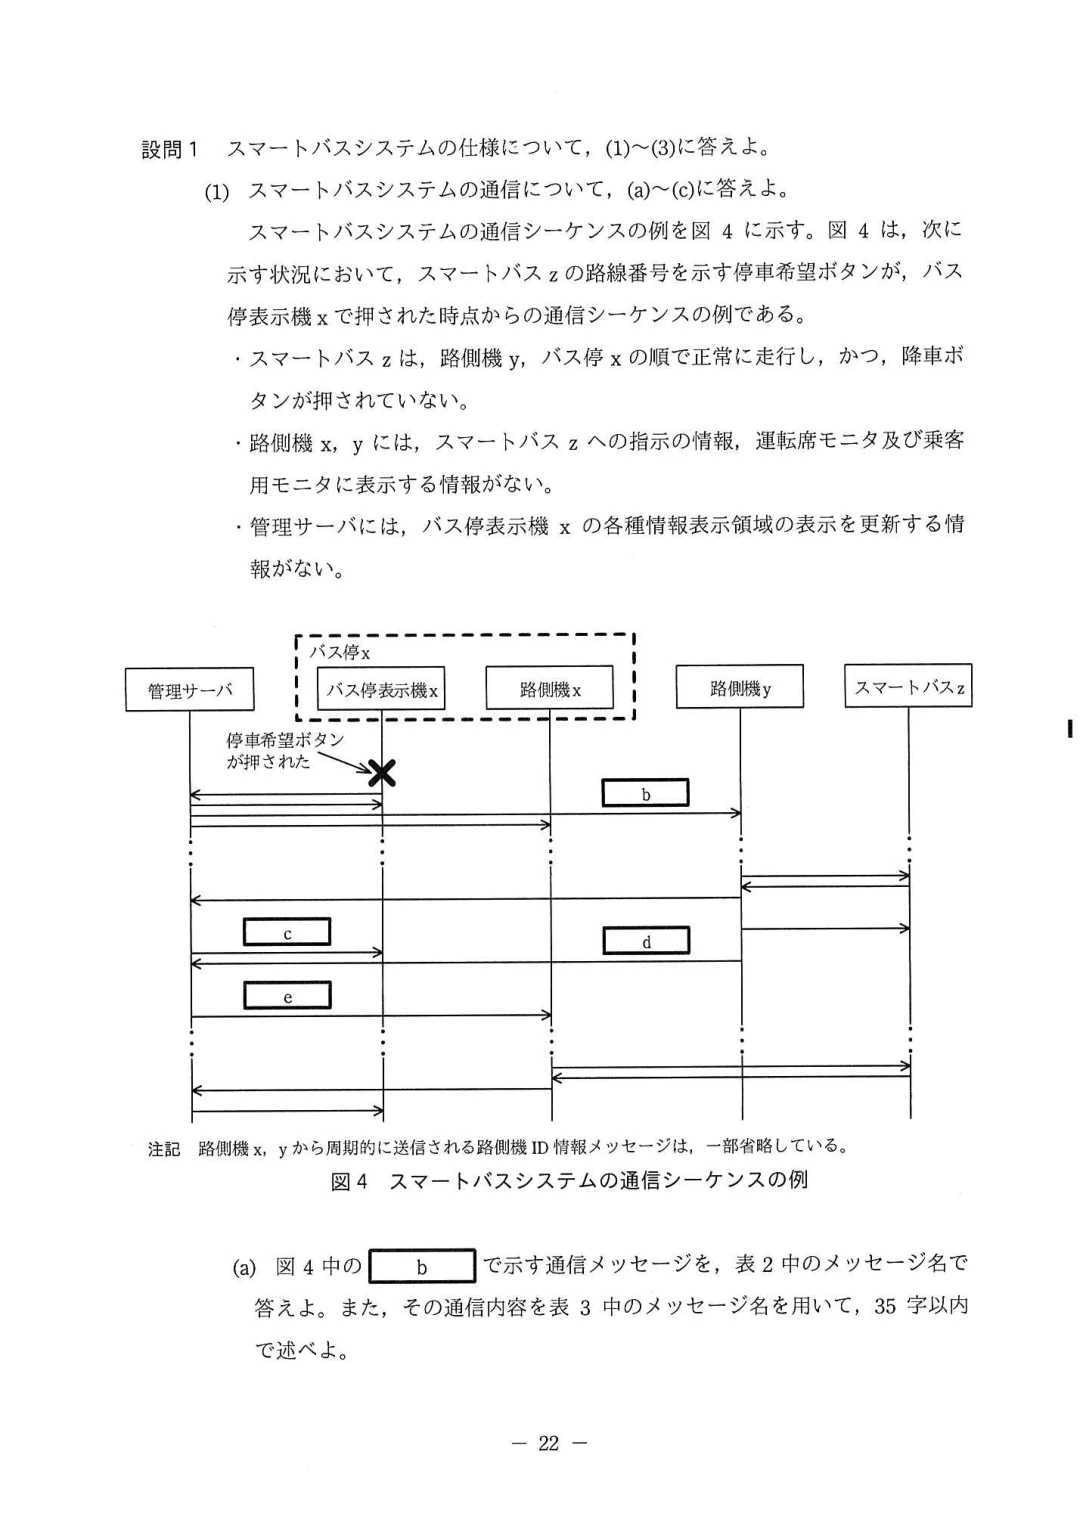 設問1 スマートバスシステムの仕様について，(1)～(3)に答えよ。
(1) スマートバスシステムの通信について，(a)～(c)に答えよ。
スマートバスシステムの通信シーケンスの例を図 4 に示す。図 4 は，次に
示す状況において，スマートバス z の路線番号を示す停車希望ボタンが，バス
停表示機 x で押された時点からの通信シーケンスの例である。
・スマートバス z は，路側機 y，バス停 x の順で正常に走行し，かつ，降車ボ
タンが押されていない。
・路側機 x，y には，スマートバス z への指示の情報，運転席モニタ及び乗客
用モニタに表示する情報がない。
・管理サーバには，バス停表示機 x の各種情報表示領域の表示を更新する情
報がない。
バス停x
管理サーバ
バス停表示機x
路側機x
路側機y
スマートバスz
停車希望ボタン
が押された
b
c
d
e
注記 路側機 x，y から周期的に送信される路側機 ID 情報メッセージは，一部省略している。
図4 スマートバスシステムの通信シーケンスの例
(a) 図 4 中の b で示す通信メッセージを，表 2 中のメッセージ名で
答えよ。また，その通信内容を表 3 中のメッセージ名を用いて，35 字以内
で述べよ。
－ 22 －